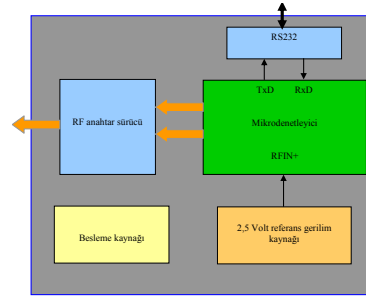 RS232
TxD RxD
RF anahtar sürücü
Mikrodenetleyici
RFIN+
Besleme kaynağı
2,5 Volt referans gerilim
kaynağı